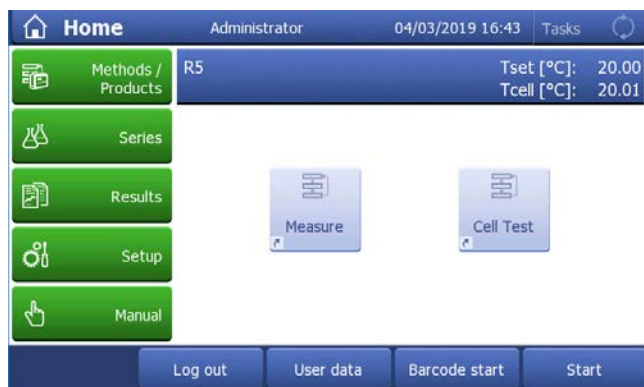 Home Administrator 04/03/2019 16:43 Tasks
Methods / Products
R5 Tset [°C]: 20.00
Tcell [°C]: 20.01
Series
Results
Setup
Manual
Measure
Cell Test
Log out User data Barcode start Start